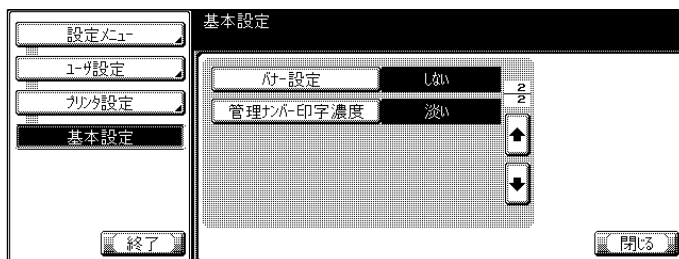 設定メニュー
ユーザ設定
プリンタ設定
基本設定
終了
基本設定
バナー設定 しない
管理ナンバー印字濃度 淡い
2
2
閉じる